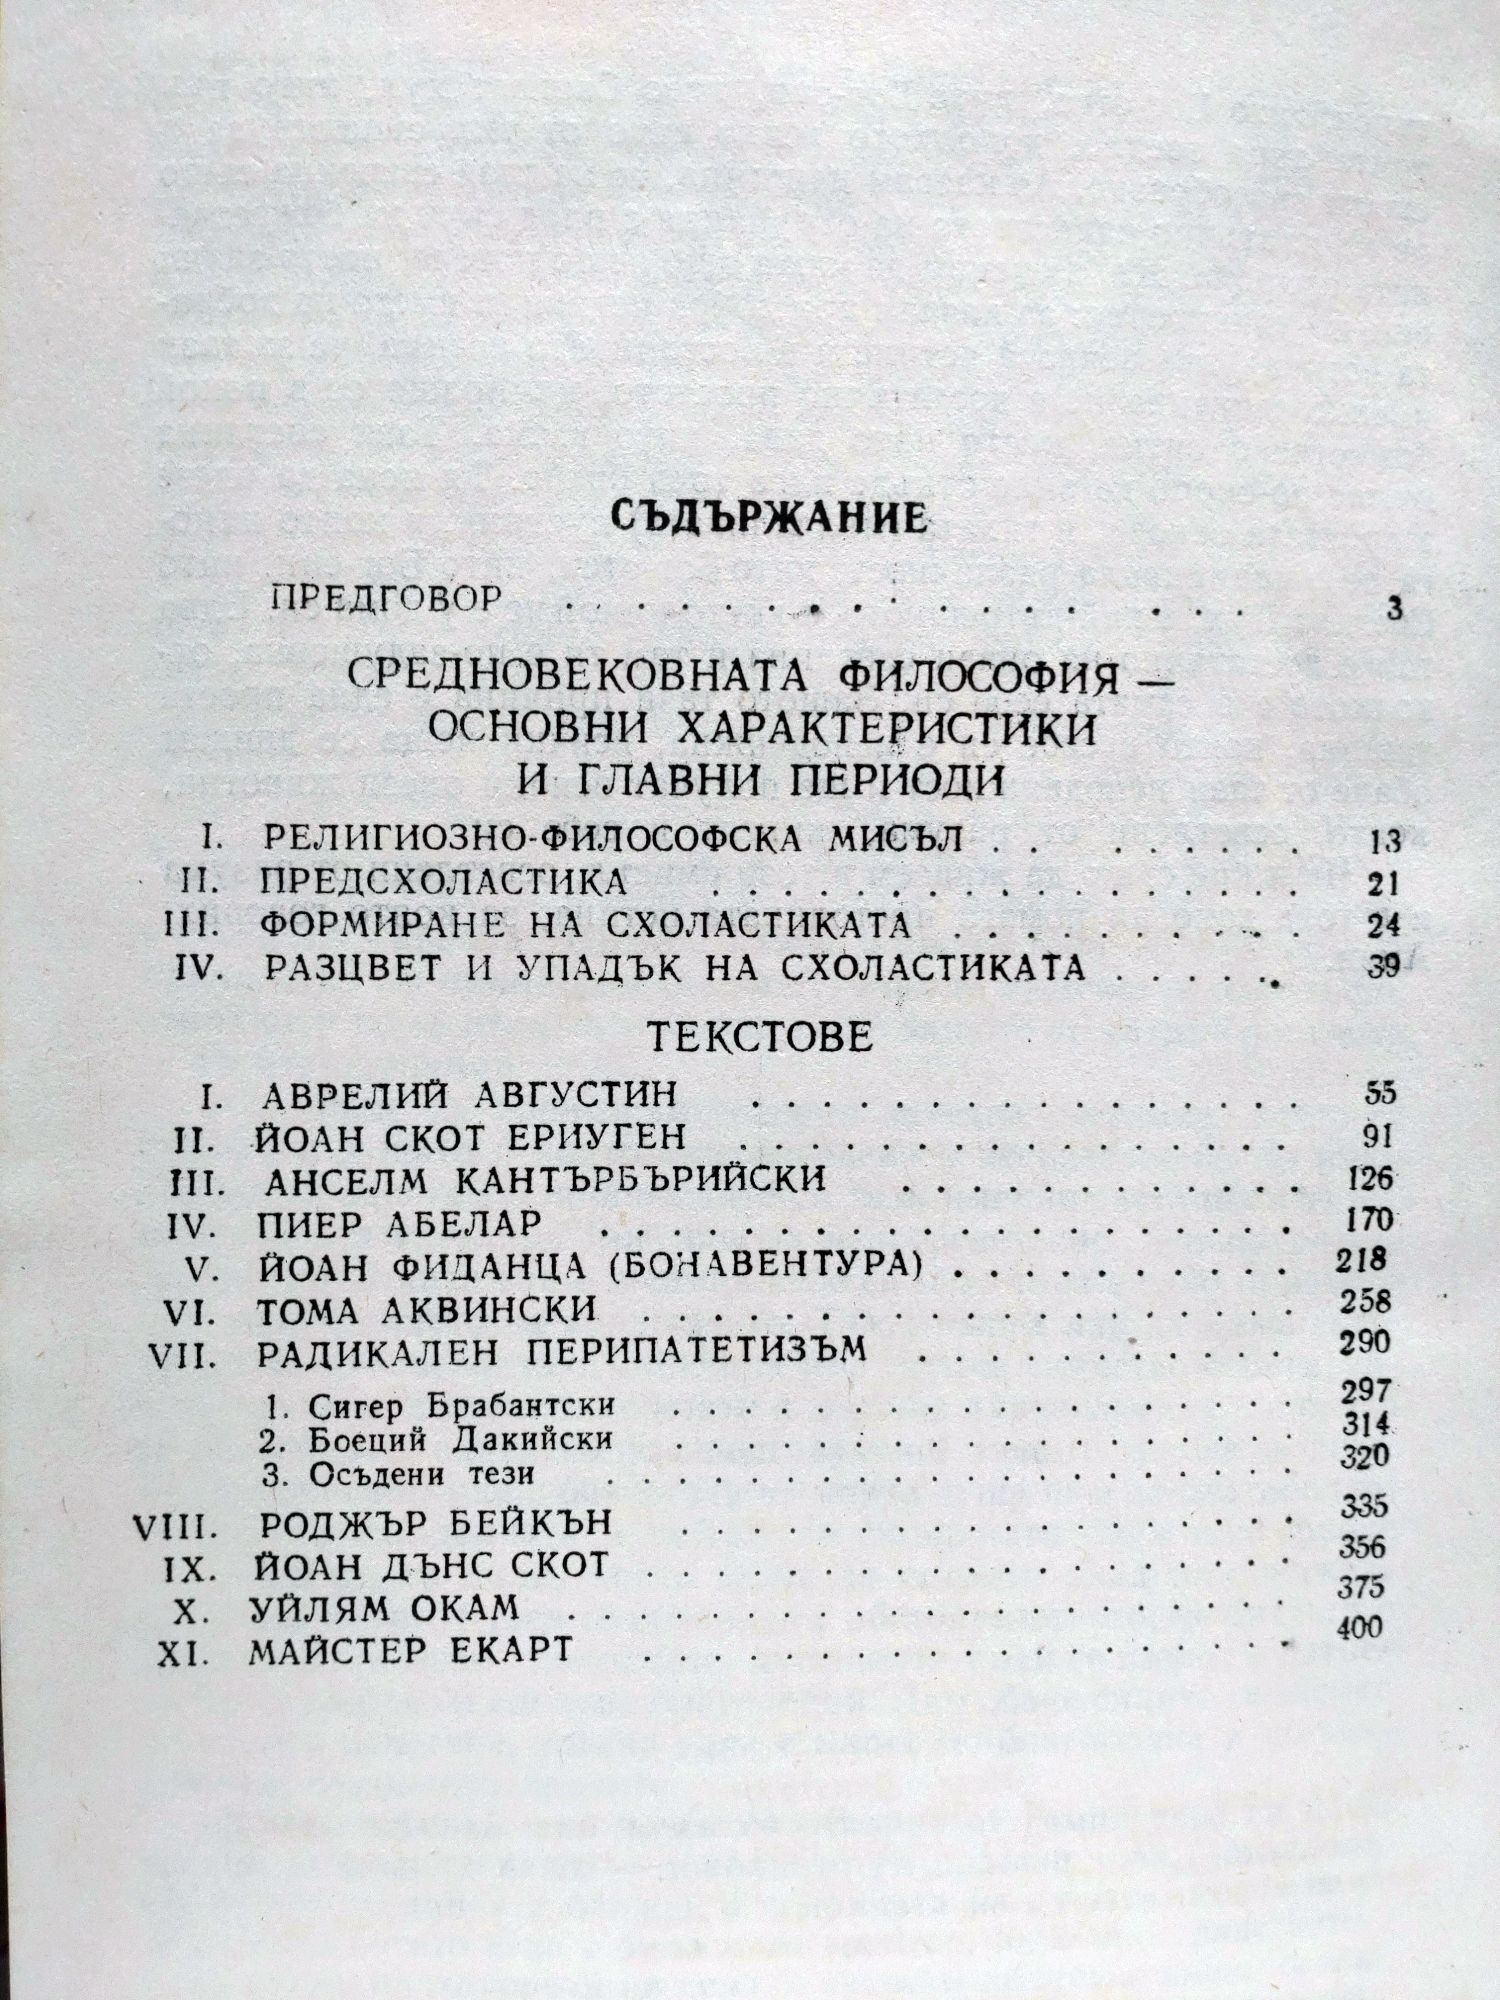 СЪДЪРЖАНИЕ
ПРЕДГОВОР . . . . . . . . . . . . . . . . 3
СРЕДНОВЕКОВНАТА ФИЛОСОФИЯ —
ОСНОВНИ ХАРАКТЕРИСТИКИ
И ГЛАВНИ ПЕРИОДИ
I. РЕЛИГИОЗНО-ФИЛОСОФСКА МИСЪЛ . . . . . . . . 13
II. ПРЕДСХОЛАСТИКА . . . . . . . . . . . . . . . 21
III. ФОРМИРАНЕ НА СХОЛАСТИКАТА . . . . . . . . . . 24
IV. РАЗЦВЕТ И УПАДЪК НА СХОЛАСТИКАТА . . . . . . 39
ТЕКСТОВЕ
I. АВРЕЛИЙ АВГУСТИН . . . . . . . . . . . . . . . 55
II. ЙОАН СКОТ ЕРИУГЕН . . . . . . . . . . . . . . . 91
III. АНСЕЛМ КАНТЪРБЪРИЙСКИ . . . . . . . . . . . . 126
IV. ПИЕР АБЕЛАР . . . . . . . . . . . . . . . . . . 170
V. ЙОАН ФИДАНЦА (БОНАВЕНТУРА) . . . . . . . . . . 218
VI. ТОМА АКВИНСКИ . . . . . . . . . . . . . . . . . 258
VII. РАДИКАЛЕН ПЕРИПАТЕТИЗЪМ . . . . . . . . . . . 290
1. Сигер Брабантски . . . . . . . . . . . . . . . . . 297
2. Боеций Дакийски . . . . . . . . . . . . . . . . . 314
3. Осъдени тези . . . . . . . . . . . . . . . . . . . 320
VIII. РОДЖЪР БЕЙКЪН . . . . . . . . . . . . . . . . . 335
IX. ЙОАН ДЪНС СКОТ . . . . . . . . . . . . . . . . . 356
X. УЙЛЯМ ОКАМ . . . . . . . . . . . . . . . . . . . 375
XI. МАЙСТЕР ЕКАРТ . . . . . . . . . . . . . . . . . . 400